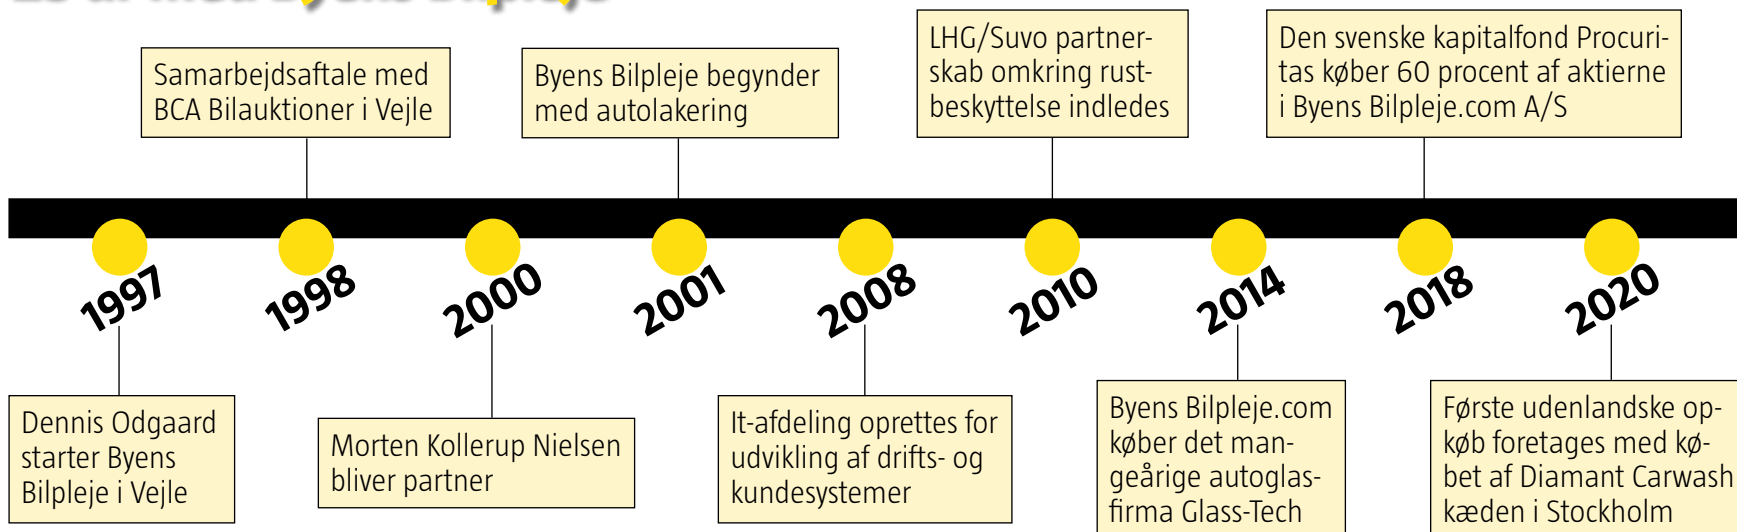 år med Byens Bilpleje
Samarbejdsaftale med
BCA Bilauktioner i Vejle
Byens Bilpleje begynder
med autolakering
LHG/Suvo partner-
skab omkring rust-
beskyttelse indledes
Den svenske kapitalfond Procuri-
tas køber 60 procent af aktierne
i Byens Bilpleje.com A/S
1997
1998
2000
2001
2008
2010
2014
2018
2020
Dennis Odgaard
starter Byens
Bilpleje i Vejle
Morten Kollerup Nielsen
bliver partner
It-afdeling oprettes for
udvikling af drifts- og
kundesystemer
Byens Bilpleje.com
køber det man-
geårige autoglas-
firma Glass-Tech
Første udenlandske op-
køb foretages med kø-
bet af Diamant Carwash
kæden i Stockholm